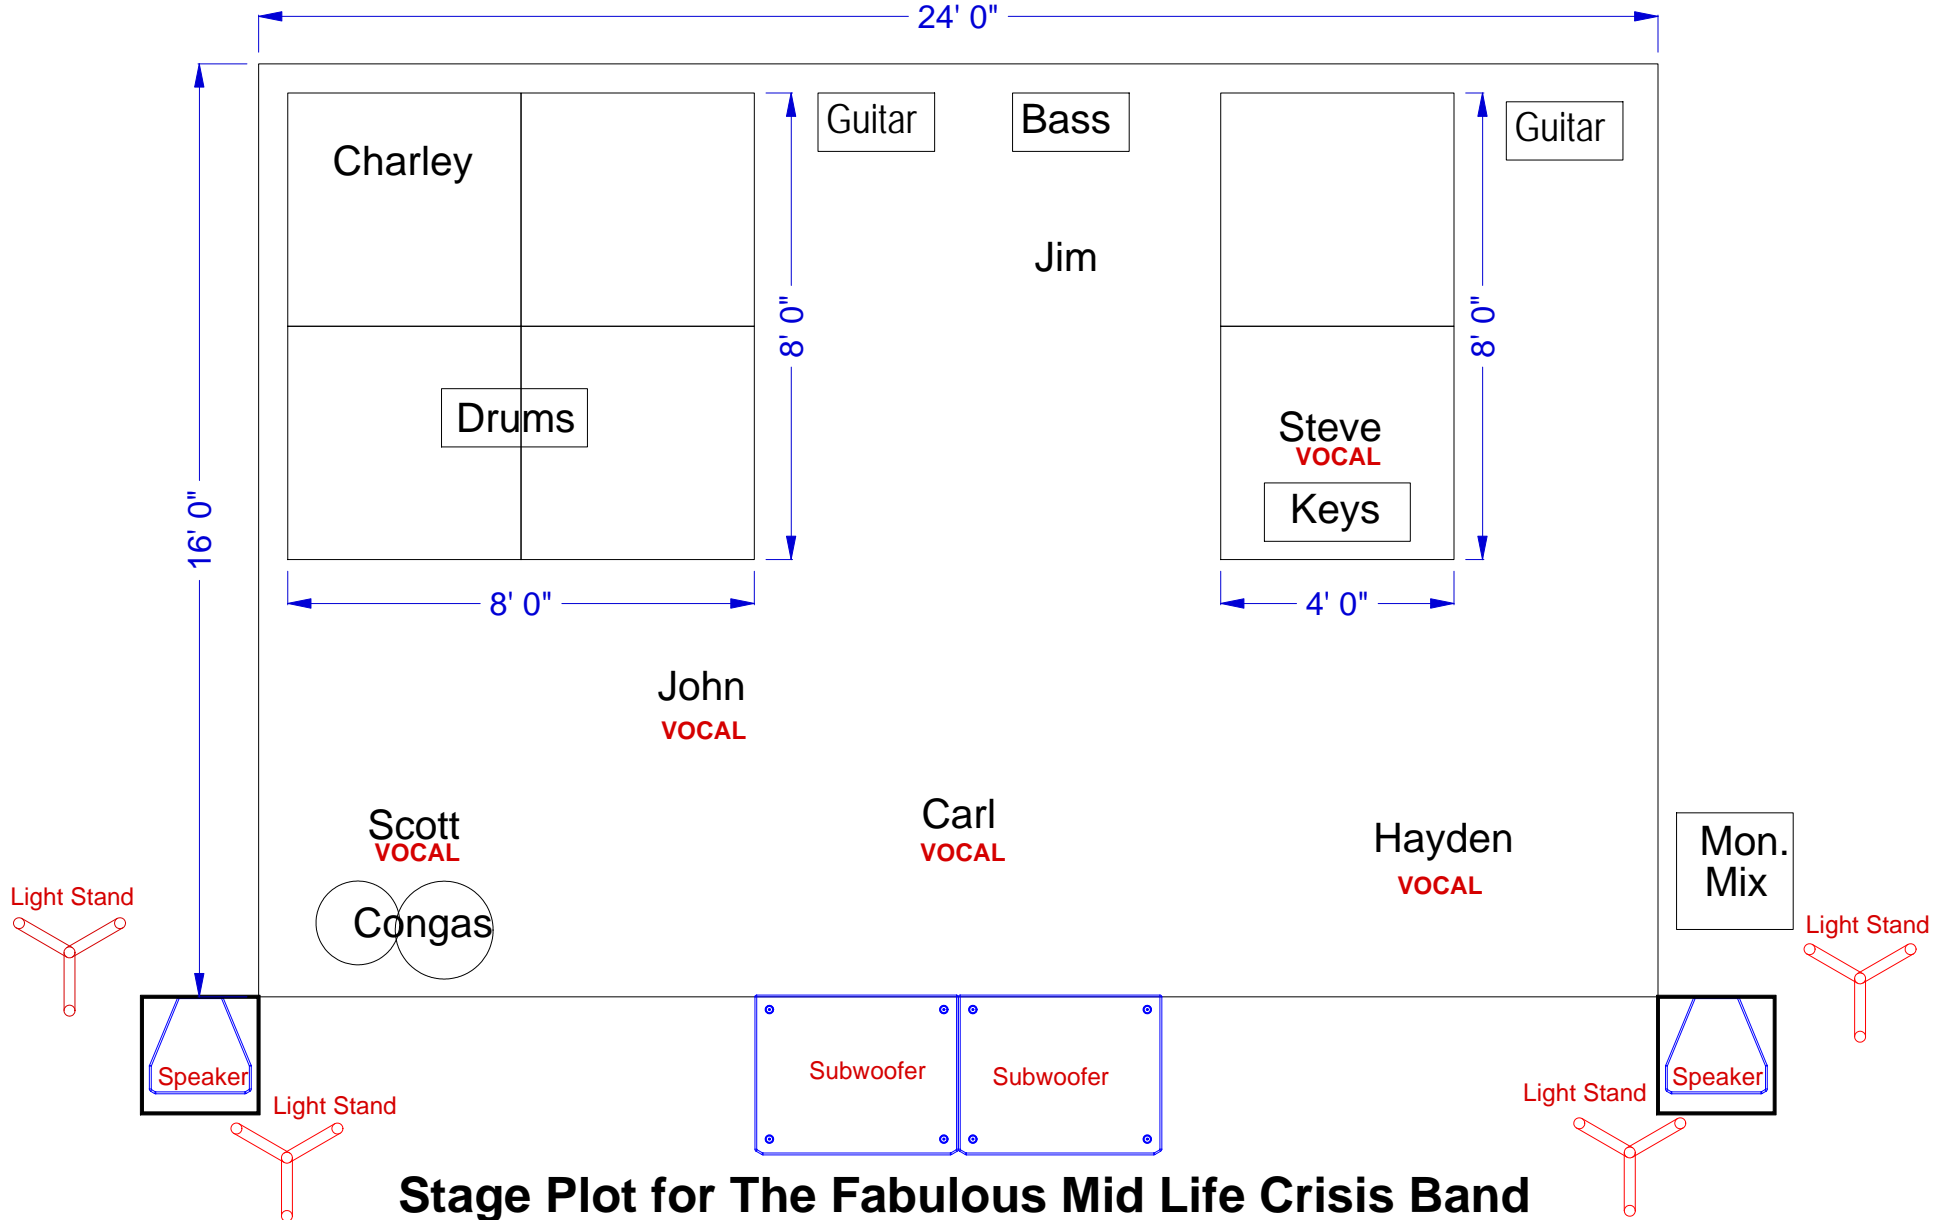 24' 0"
Guitar
Bass
Guitar
Charley
Jim
8' 0"
8' 0"
Drums
Steve
VOCAL
Keys
16' 0"
8' 0"
4' 0"
John
VOCAL
Scott
VOCAL
Carl
VOCAL
Hayden
VOCAL
Mon.
Mix
Congas
Light Stand
Light Stand
Speaker
Subwoofer
Subwoofer
Speaker
Light Stand
Light Stand
Stage Plot for The Fabulous Mid Life Crisis Band